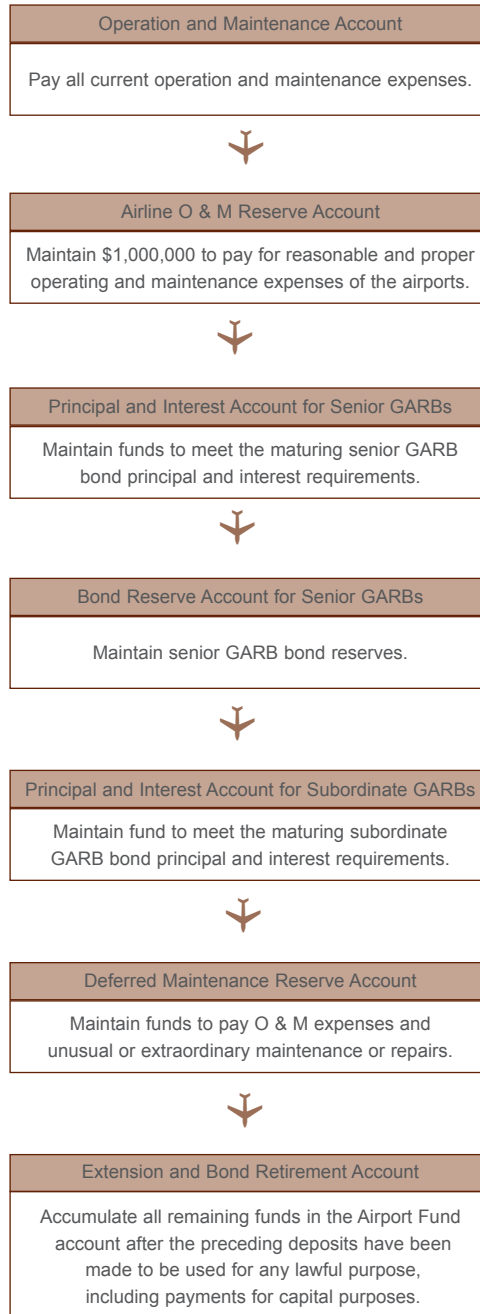 Operation and Maintenance Account
Pay all current operation and maintenance expenses.
Airline O & M Reserve Account
Maintain $1,000,000 to pay for reasonable and proper
operating and maintenance expenses of the airports.
Principal and Interest Account for Senior GARBs
Maintain funds to meet the maturing senior GARB
bond principal and interest requirements.
Bond Reserve Account for Senior GARBs
Maintain senior GARB bond reserves.
Principal and Interest Account for Subordinate GARBs
Maintain fund to meet the maturing subordinate
GARB bond principal and interest requirements.
Deferred Maintenance Reserve Account
Maintain funds to pay O & M expenses and
unusual or extraordinary maintenance or repairs.
Extension and Bond Retirement Account
Accumulate all remaining funds in the Airport Fund
account after the preceding deposits have been
made to be used for any lawful purpose,
including payments for capital purposes.